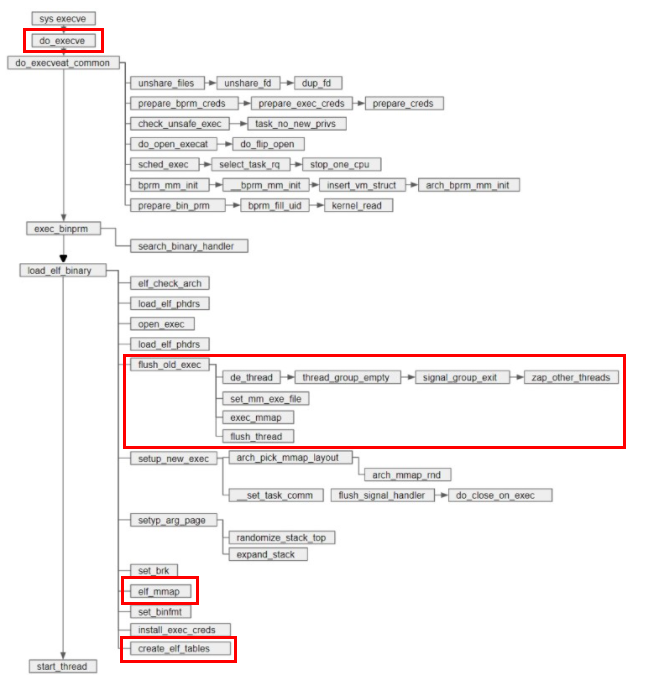 sys execve
do_execve
do_execveat_common
unshare_files unshare_fd dup_fd
prepare_bprm_creds prepare_exec_creds prepare_creds
check_unsafe_exec task_no_new_privs
do_open_execat do_flip_open
sched_exec select_task_rq stop_one_cpu
bprm_mm_init __bprm_mm_init insert_vm_struct arch_bprm_mm_init
prepare_bin_prm bprm_fill_uid kernel_read
exec_binprm
search_binary_handler
load_elf_binary
elf_check_arch
load_elf_phdrs
open_exec
load_elf_phdrs
flush_old_exec
de_thread thread_group_empty signal_group_exit zap_other_threads
set_mm_exe_file
exec_mmap
flush_thread
setup_new_exec arch_pick_mmap_layout
arch_mmap_rnd
__set_task_comm flush_signal_handler do_close_on_exec
setyp_arg_page
randomize_stack_top
expand_stack
set_brk
elf_mmap
set_binfmt
install_exec_creds
create_elf_tables
start_thread